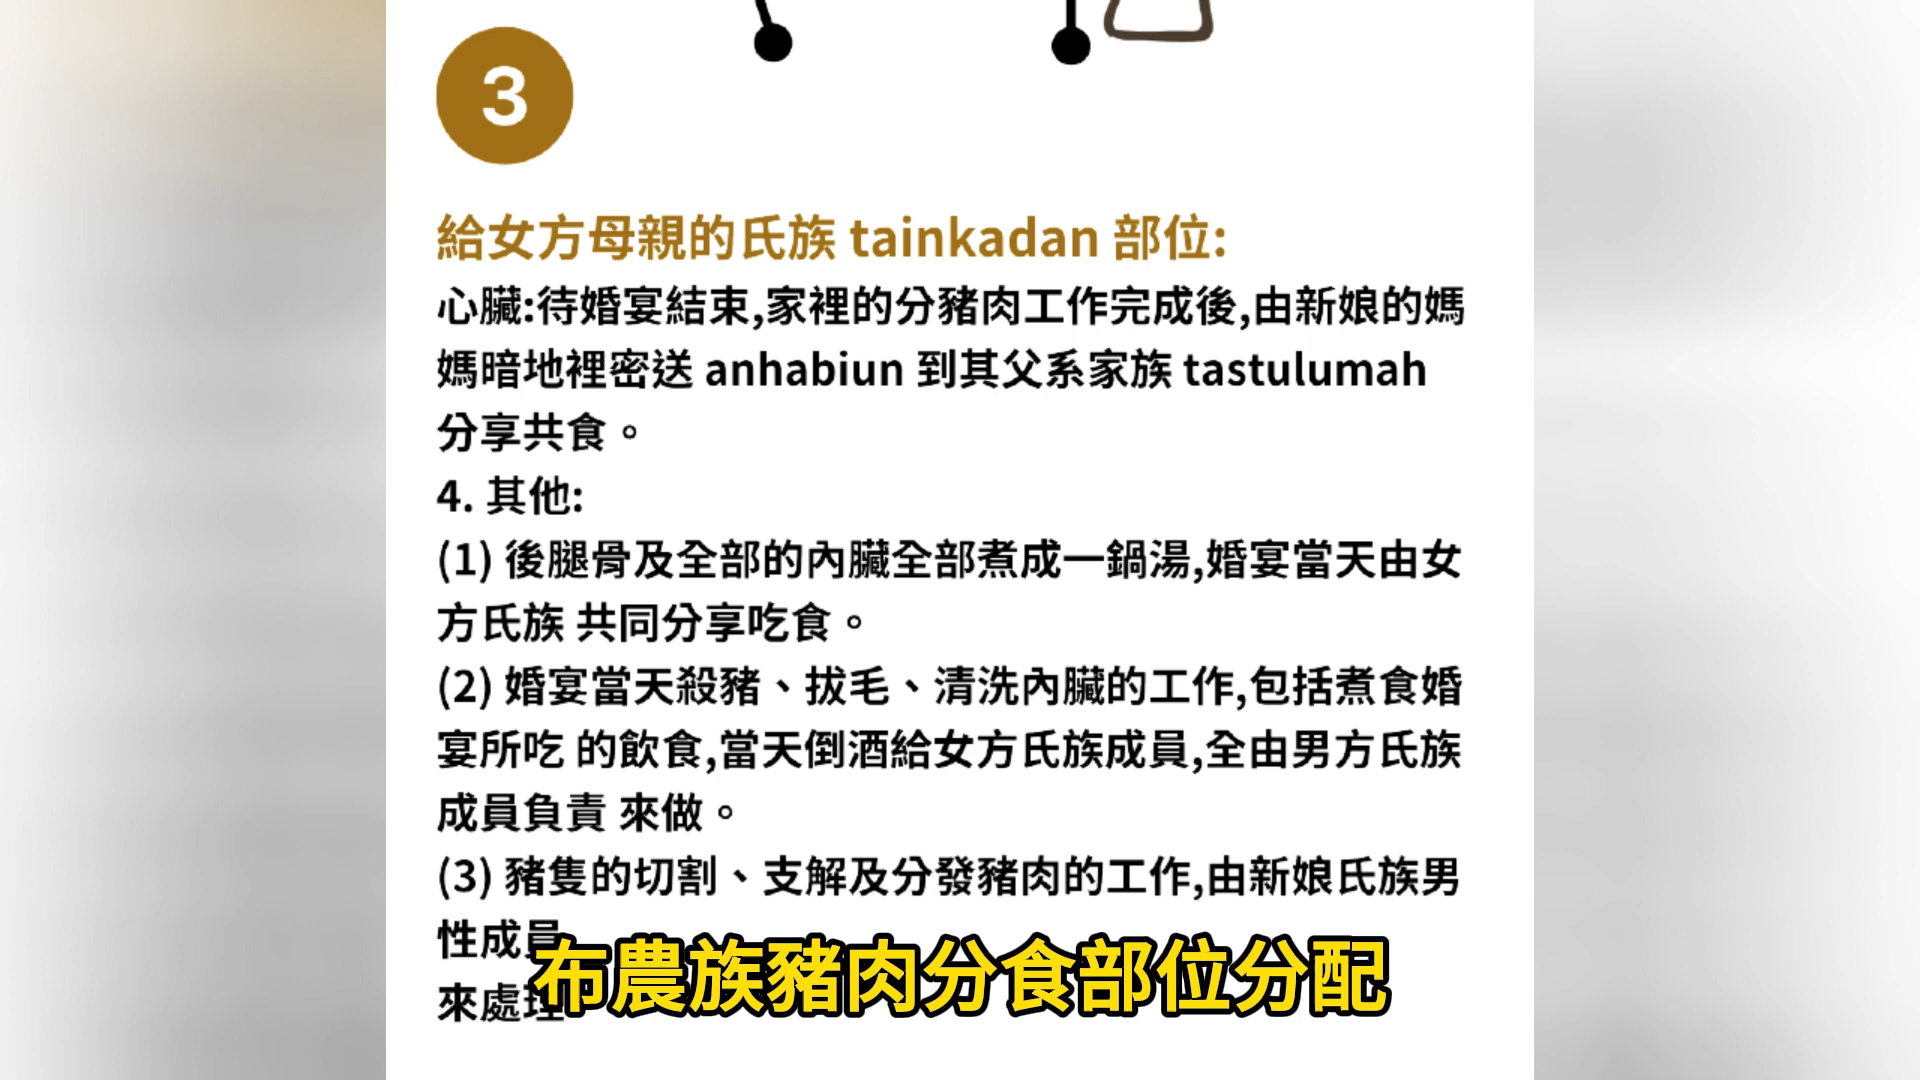 3
給女方母親的氏族 tainkadan 部位:
心臟:待婚宴結束,家裡的分豬肉工作完成後,由新娘的媽
媽暗地裡密送 anhabiun 到其父系家族 tastulumah
分享共食。
4. 其他:
(1) 後腿骨及全部的內臟全部煮成一鍋湯,婚宴當天由女
方氏族 共同分享吃食。
(2) 婚宴當天殺豬、拔毛、清洗內臟的工作,包括煮食婚
宴所吃 的飲食,當天倒酒給女方氏族成員,全由男方氏族
成員負責 來做。
(3) 豬隻的切割、支解及分發豬肉的工作,由新娘氏族男
性成員
來處理
布農族豬肉分食部位分配